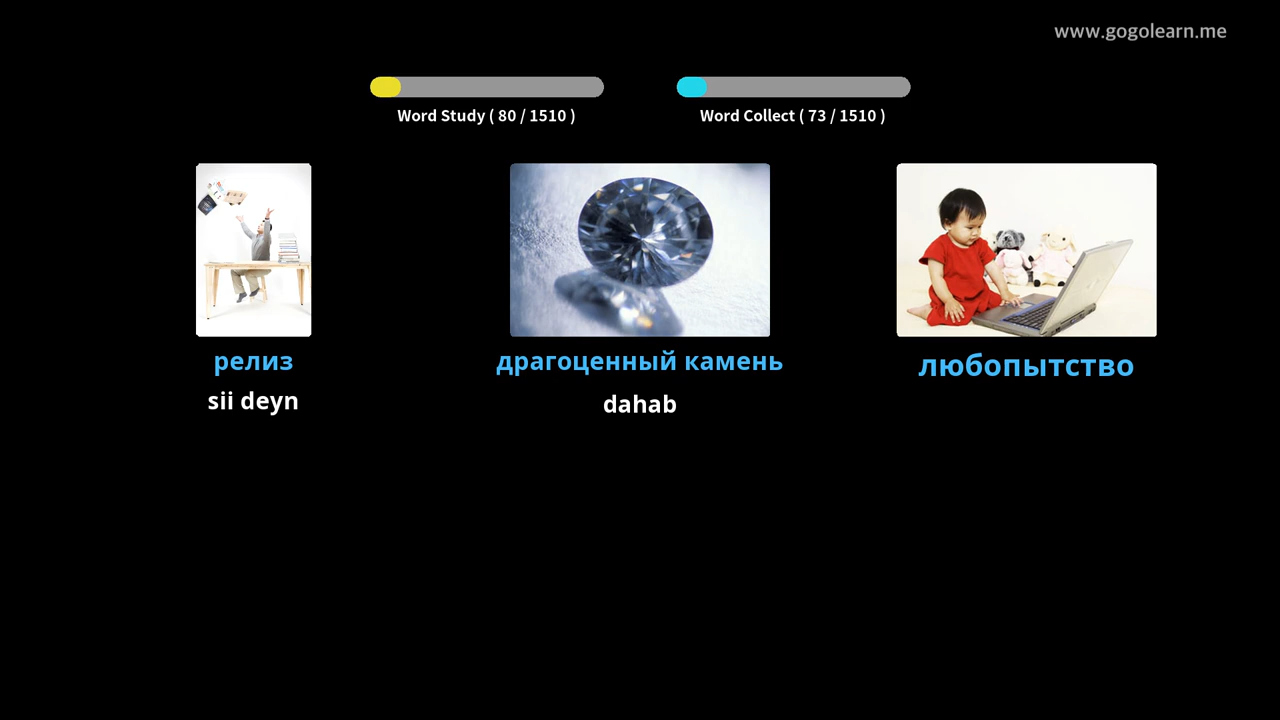 www.gogolearn.me
Word Study ( 80 / 1510 )
Word Collect ( 73 / 1510 )
релиз
драгоценный камень
любопытство
sii deyn
dahab